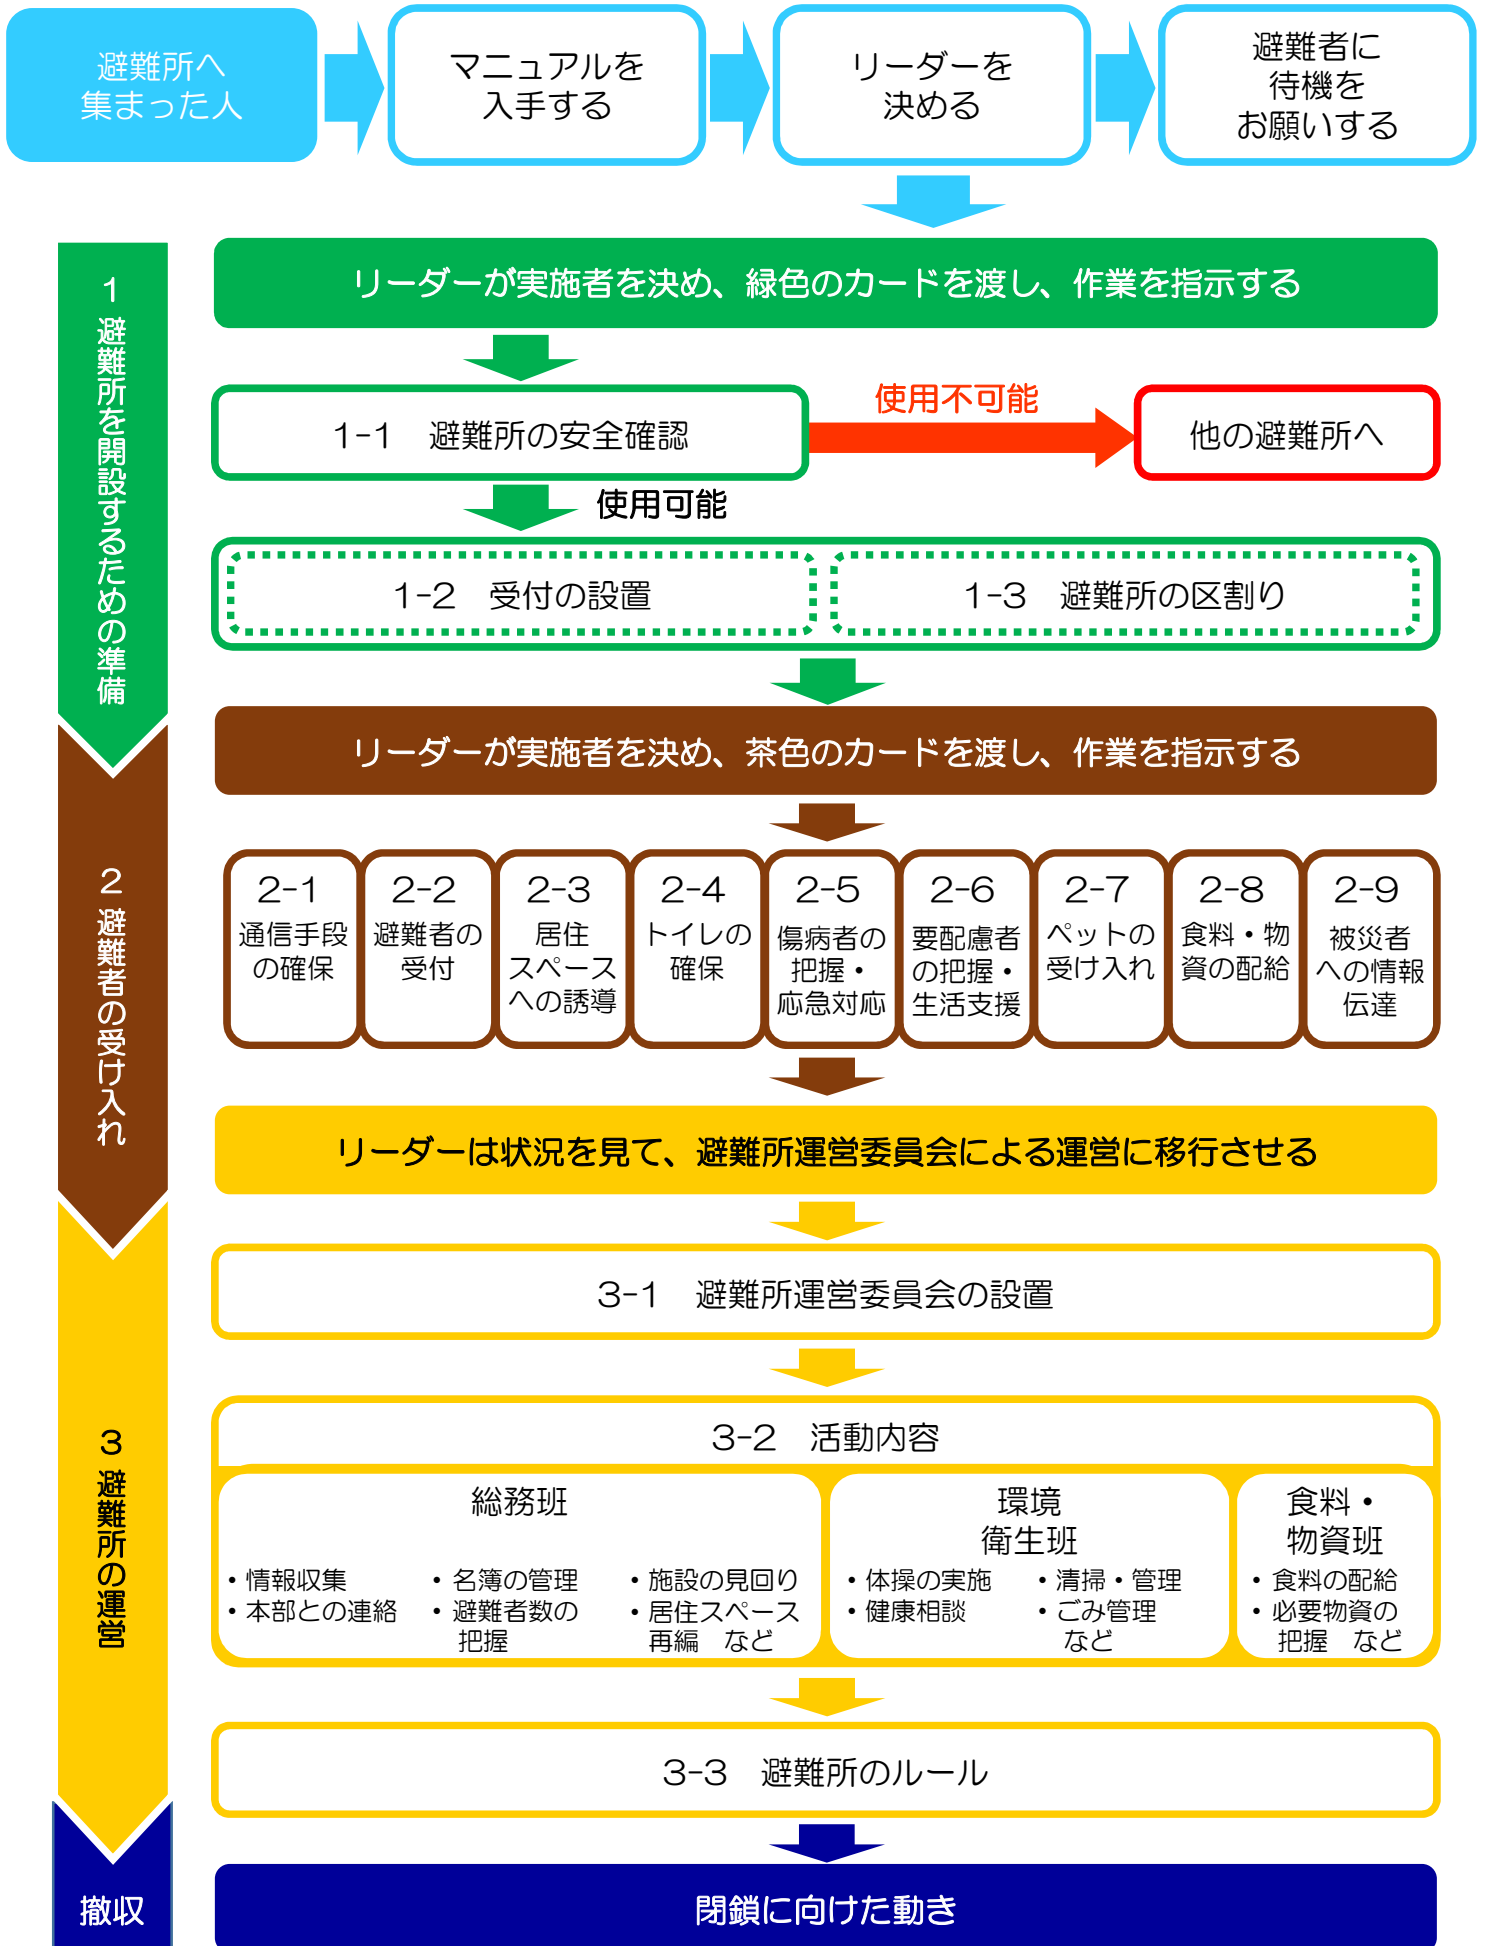 避難所へ
集まった人
マニュアルを
入手する
リーダーを
決める
避難者に
待機を
お願いする
1 避難所を開設するための準備
リーダーが実施者を決め、緑色のカードを渡し、作業を指示する
1-1 避難所の安全確認
使用不可能
他の避難所へ
使用可能
1-2 受付の設置
1-3 避難所の区割り
2 避難者の受け入れ
リーダーが実施者を決め、茶色のカードを渡し、作業を指示する
2-1
通信手段
の確保
2-2
避難者の
受付
2-3
居住
スペース
への誘導
2-4
トイレの
確保
2-5
傷病者の
把握・
応急対応
2-6
要配慮者
の把握・
生活支援
2-7
ペットの
受け入れ
2-8
食料・物
資の配給
2-9
被災者
への情報
伝達
3 避難所の運営
リーダーは状況を見て、避難所運営委員会による運営に移行させる
3-1 避難所運営委員会の設置
3-2 活動内容
総務班
・情報収集
・本部との連絡
・名簿の管理
・避難者数の
把握
・施設の見回り
・居住スペース
再編 など
環境
衛生班
・体操の実施
・健康相談
・清掃・管理
・ごみ管理
など
食料・
物資班
・食料の配給
・必要物資の
把握 など
3-3 避難所のルール
撤収
閉鎖に向けた動き